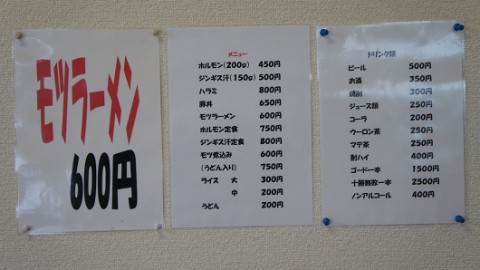 モツラーメン
600円
メニュー
ホルモン(200g) 450円
ジンギス汗(150g) 500円
ハラミ 800円
豚丼 650円
モツラーメン 600円
ホルモン定食 750円
ジンギス汗定食 800円
モツ煮込み 600円
(うどん入り) 750円
ライス 大 300円
中 200円
うどん 200円
ドリンク類
ビール 500円
お酒 350円
焼酎 300円
ジュース類 250円
コーラ 200円
ウーロン茶 250円
マテ茶 250円
酎ハイ 400円
ゴードー一本 1500円
十勝無敗一本 2500円
ノンアルコール 400円